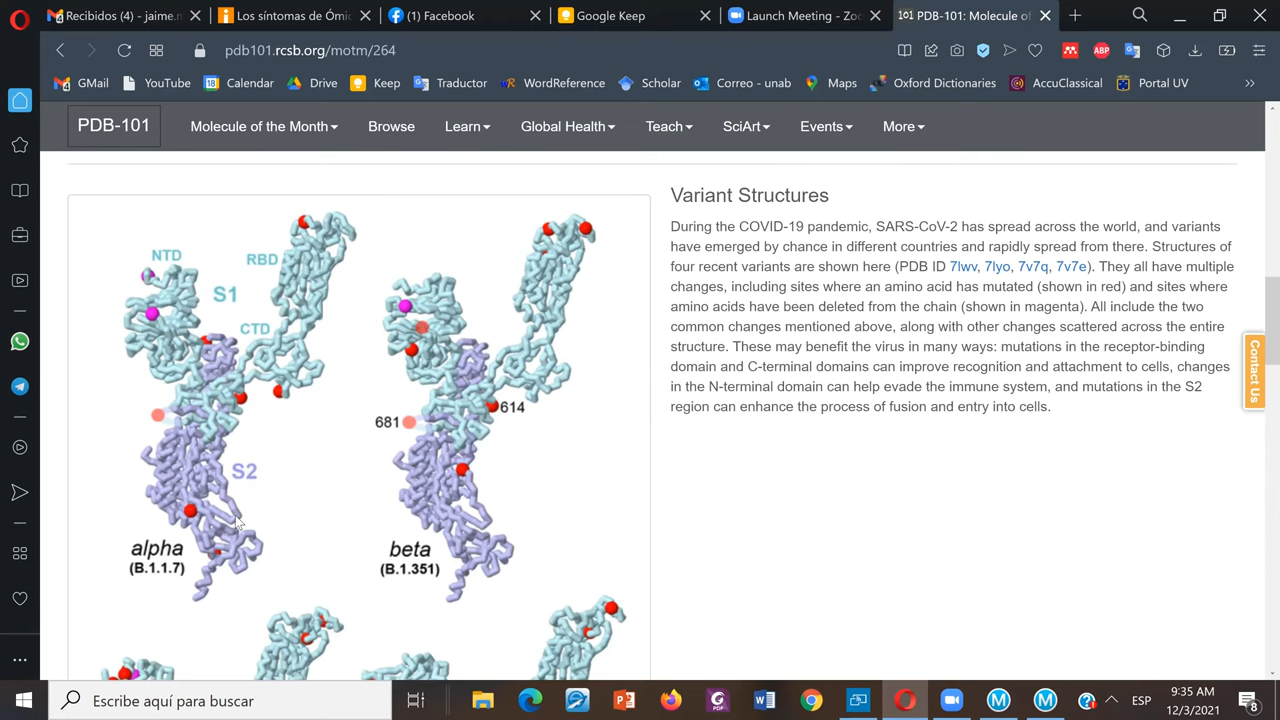 Recibidos (4) - jaime.n
Los síntomas de Ómic
(1) Facebook
Google Keep
Launch Meeting - Zoo
101 PDB-101: Molecule of
pdb101.rcsb.org/motm/264
GMail YouTube 18 Calendar Drive Keep Traductor WordReference Scholar Correo - unab Maps Oxford Dictionaries AccuClassical Portal UV
PDB-101 Molecule of the Month Browse Learn Global Health Teach SciArt Events More
NTD
RBD
S1
CTD
S2
alpha
(B.1.1.7)
614
681
beta
(B.1.351)
Variant Structures
During the COVID-19 pandemic, SARS-CoV-2 has spread across the world, and variants
have emerged by chance in different countries and rapidly spread from there. Structures of
four recent variants are shown here (PDB ID 7lwv, 7lyo, 7v7q, 7v7e). They all have multiple
changes, including sites where an amino acid has mutated (shown in red) and sites where
amino acids have been deleted from the chain (shown in magenta). All include the two
common changes mentioned above, along with other changes scattered across the entire
structure. These may benefit the virus in many ways: mutations in the receptor-binding
domain and C-terminal domains can improve recognition and attachment to cells, changes
in the N-terminal domain can help evade the immune system, and mutations in the S2
region can enhance the process of fusion and entry into cells.
Contact Us
Escribe aquí para buscar
ESP
9:35 AM
12/3/2021
8